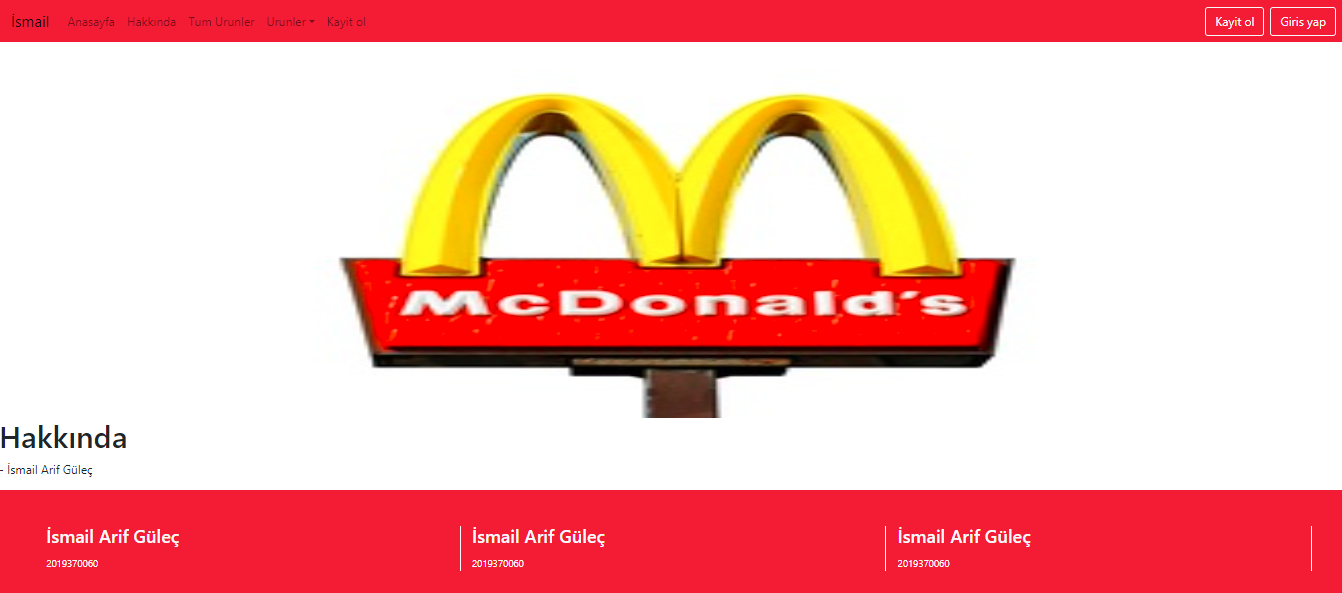 İsmail Anasayfa Hakkında Tum Urunler Urunler Kayit ol Kayit ol Giris yap
McDonald's
Hakkında
- İsmail Arif Güleç
İsmail Arif Güleç İsmail Arif Güleç İsmail Arif Güleç
2019370060 2019370060 2019370060